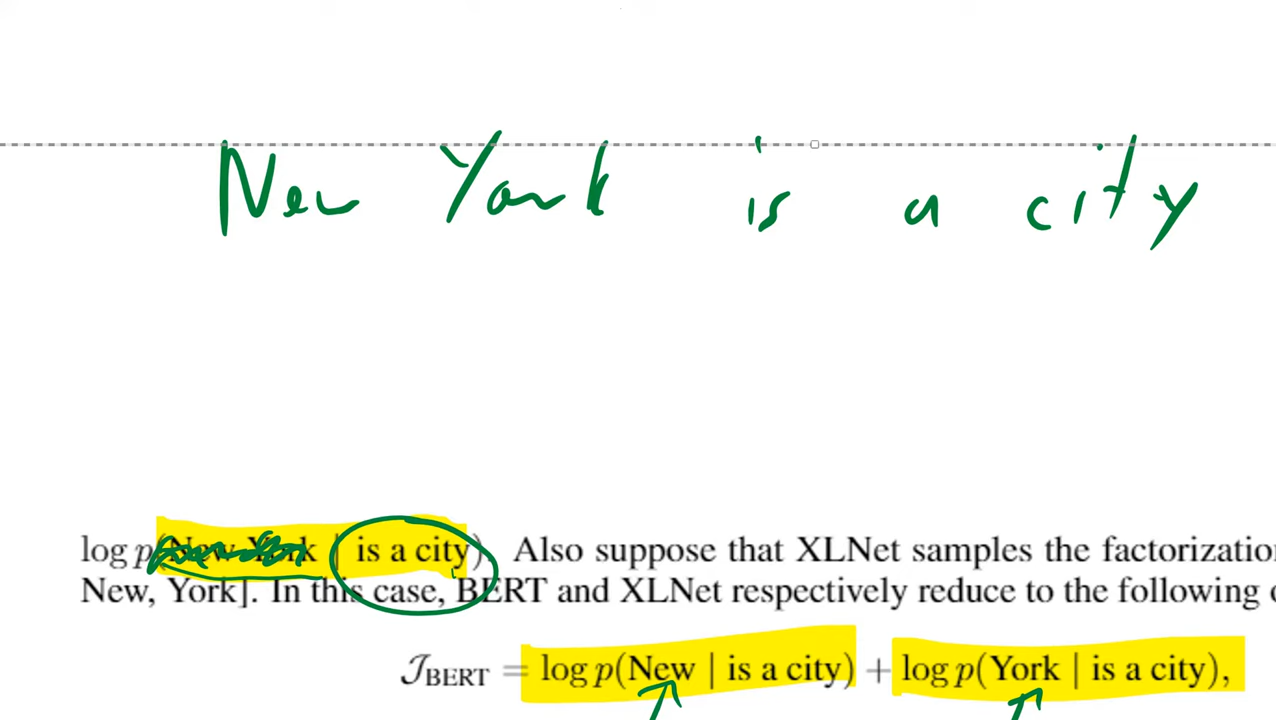 New York is a city
log p(New York | is a city) Also suppose that XLNet samples the factorization
New, York]. In this case, BERT and XLNet respectively reduce to the following o
𝒥BERT = log p(New | is a city) + log p(York | is a city),